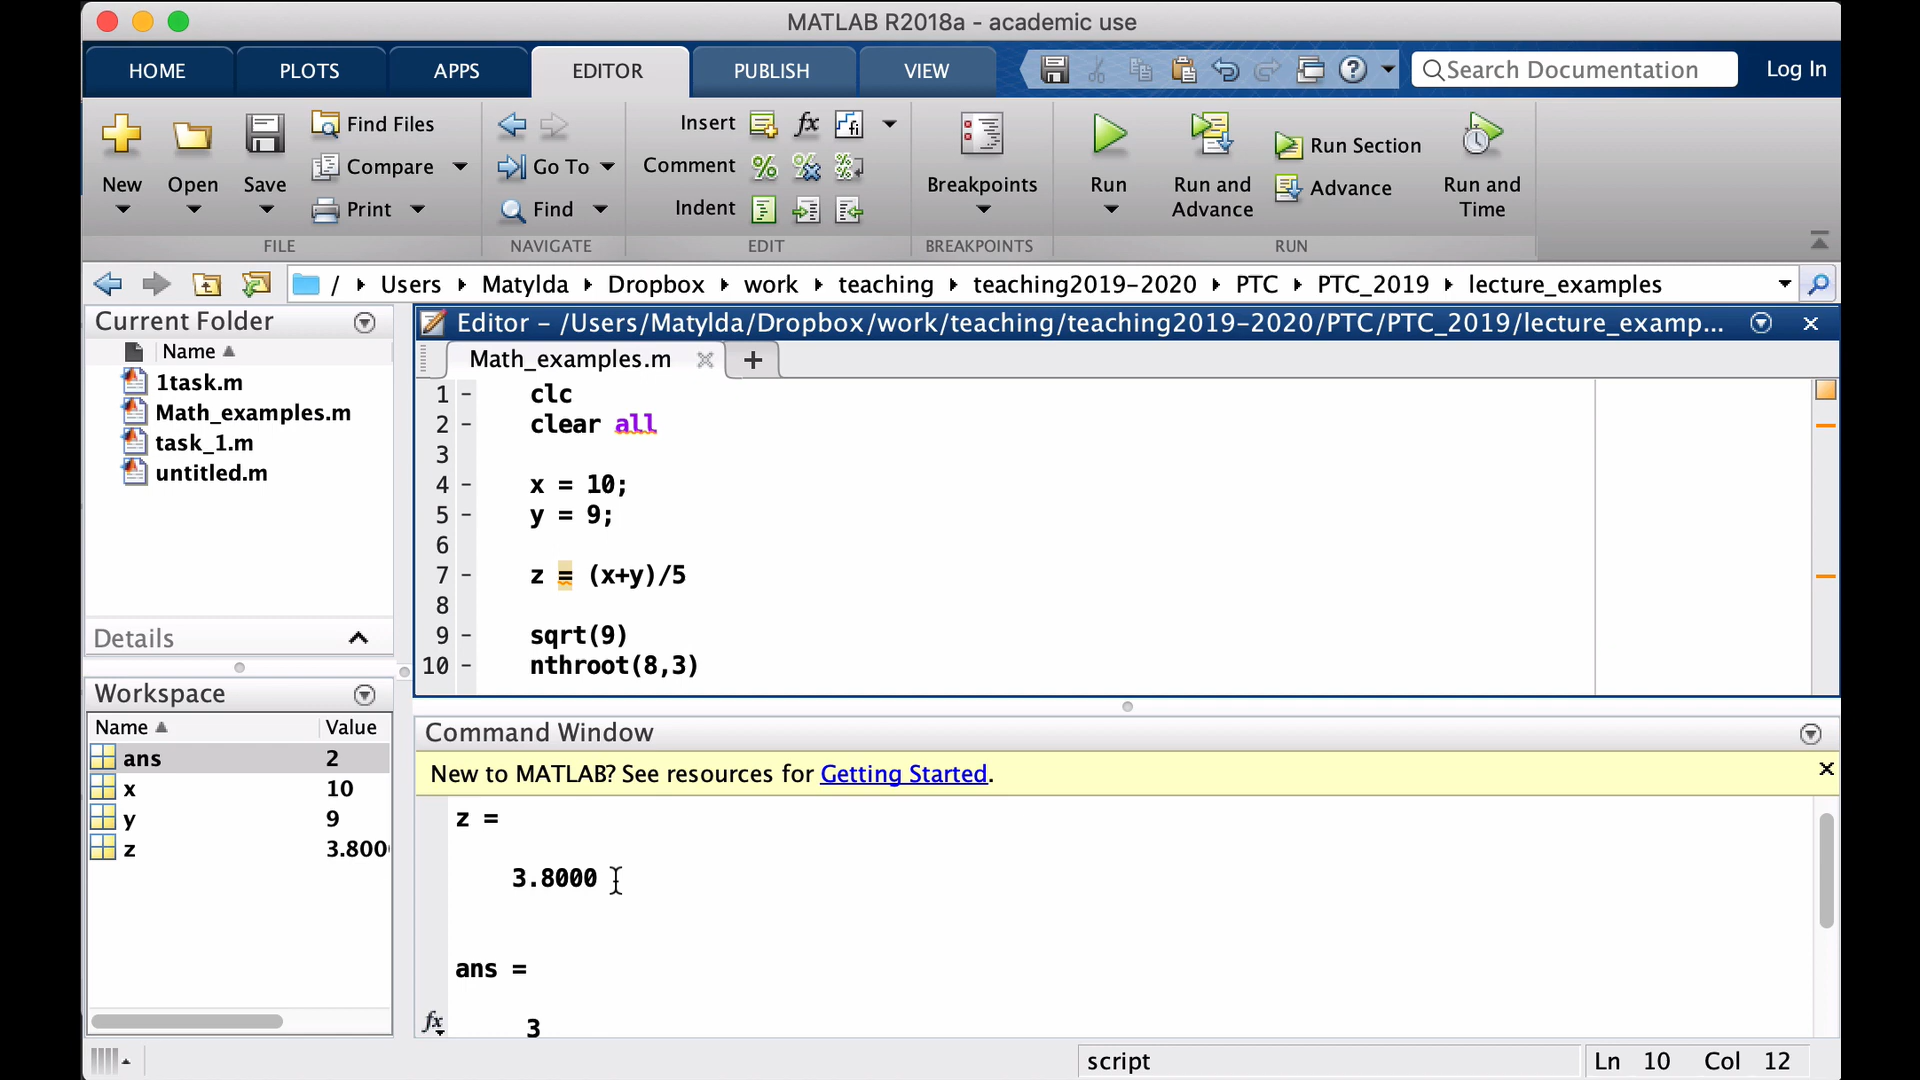 MATLAB R2018a - academic use
HOME PLOTS APPS EDITOR PUBLISH VIEW Search Documentation Log In
New Open Save Find Files Compare Print
Go To Find
Insert Comment Indent
Breakpoints
Run Run and Advance Run Section Advance Run and Time
FILE NAVIGATE EDIT BREAKPOINTS RUN
/ Users Matylda Dropbox work teaching teaching2019-2020 PTC PTC_2019 lecture_examples
Current Folder
Name
1task.m
Math_examples.m
task_1.m
untitled.m
Details
Workspace
Name Value
ans 2
x 10
y 9
z 3.800
Editor - /Users/Matylda/Dropbox/work/teaching/teaching2019-2020/PTC/PTC_2019/lecture_examp...
Math_examples.m
1 - clc
2 - clear all
3
4 - x = 10;
5 - y = 9;
6
7 - z = (x+y)/5
8
9 - sqrt(9)
10 - nthroot(8,3)
Command Window
New to MATLAB? See resources for Getting Started.
z =
3.8000
ans =
3
fx
script Ln 10 Col 12